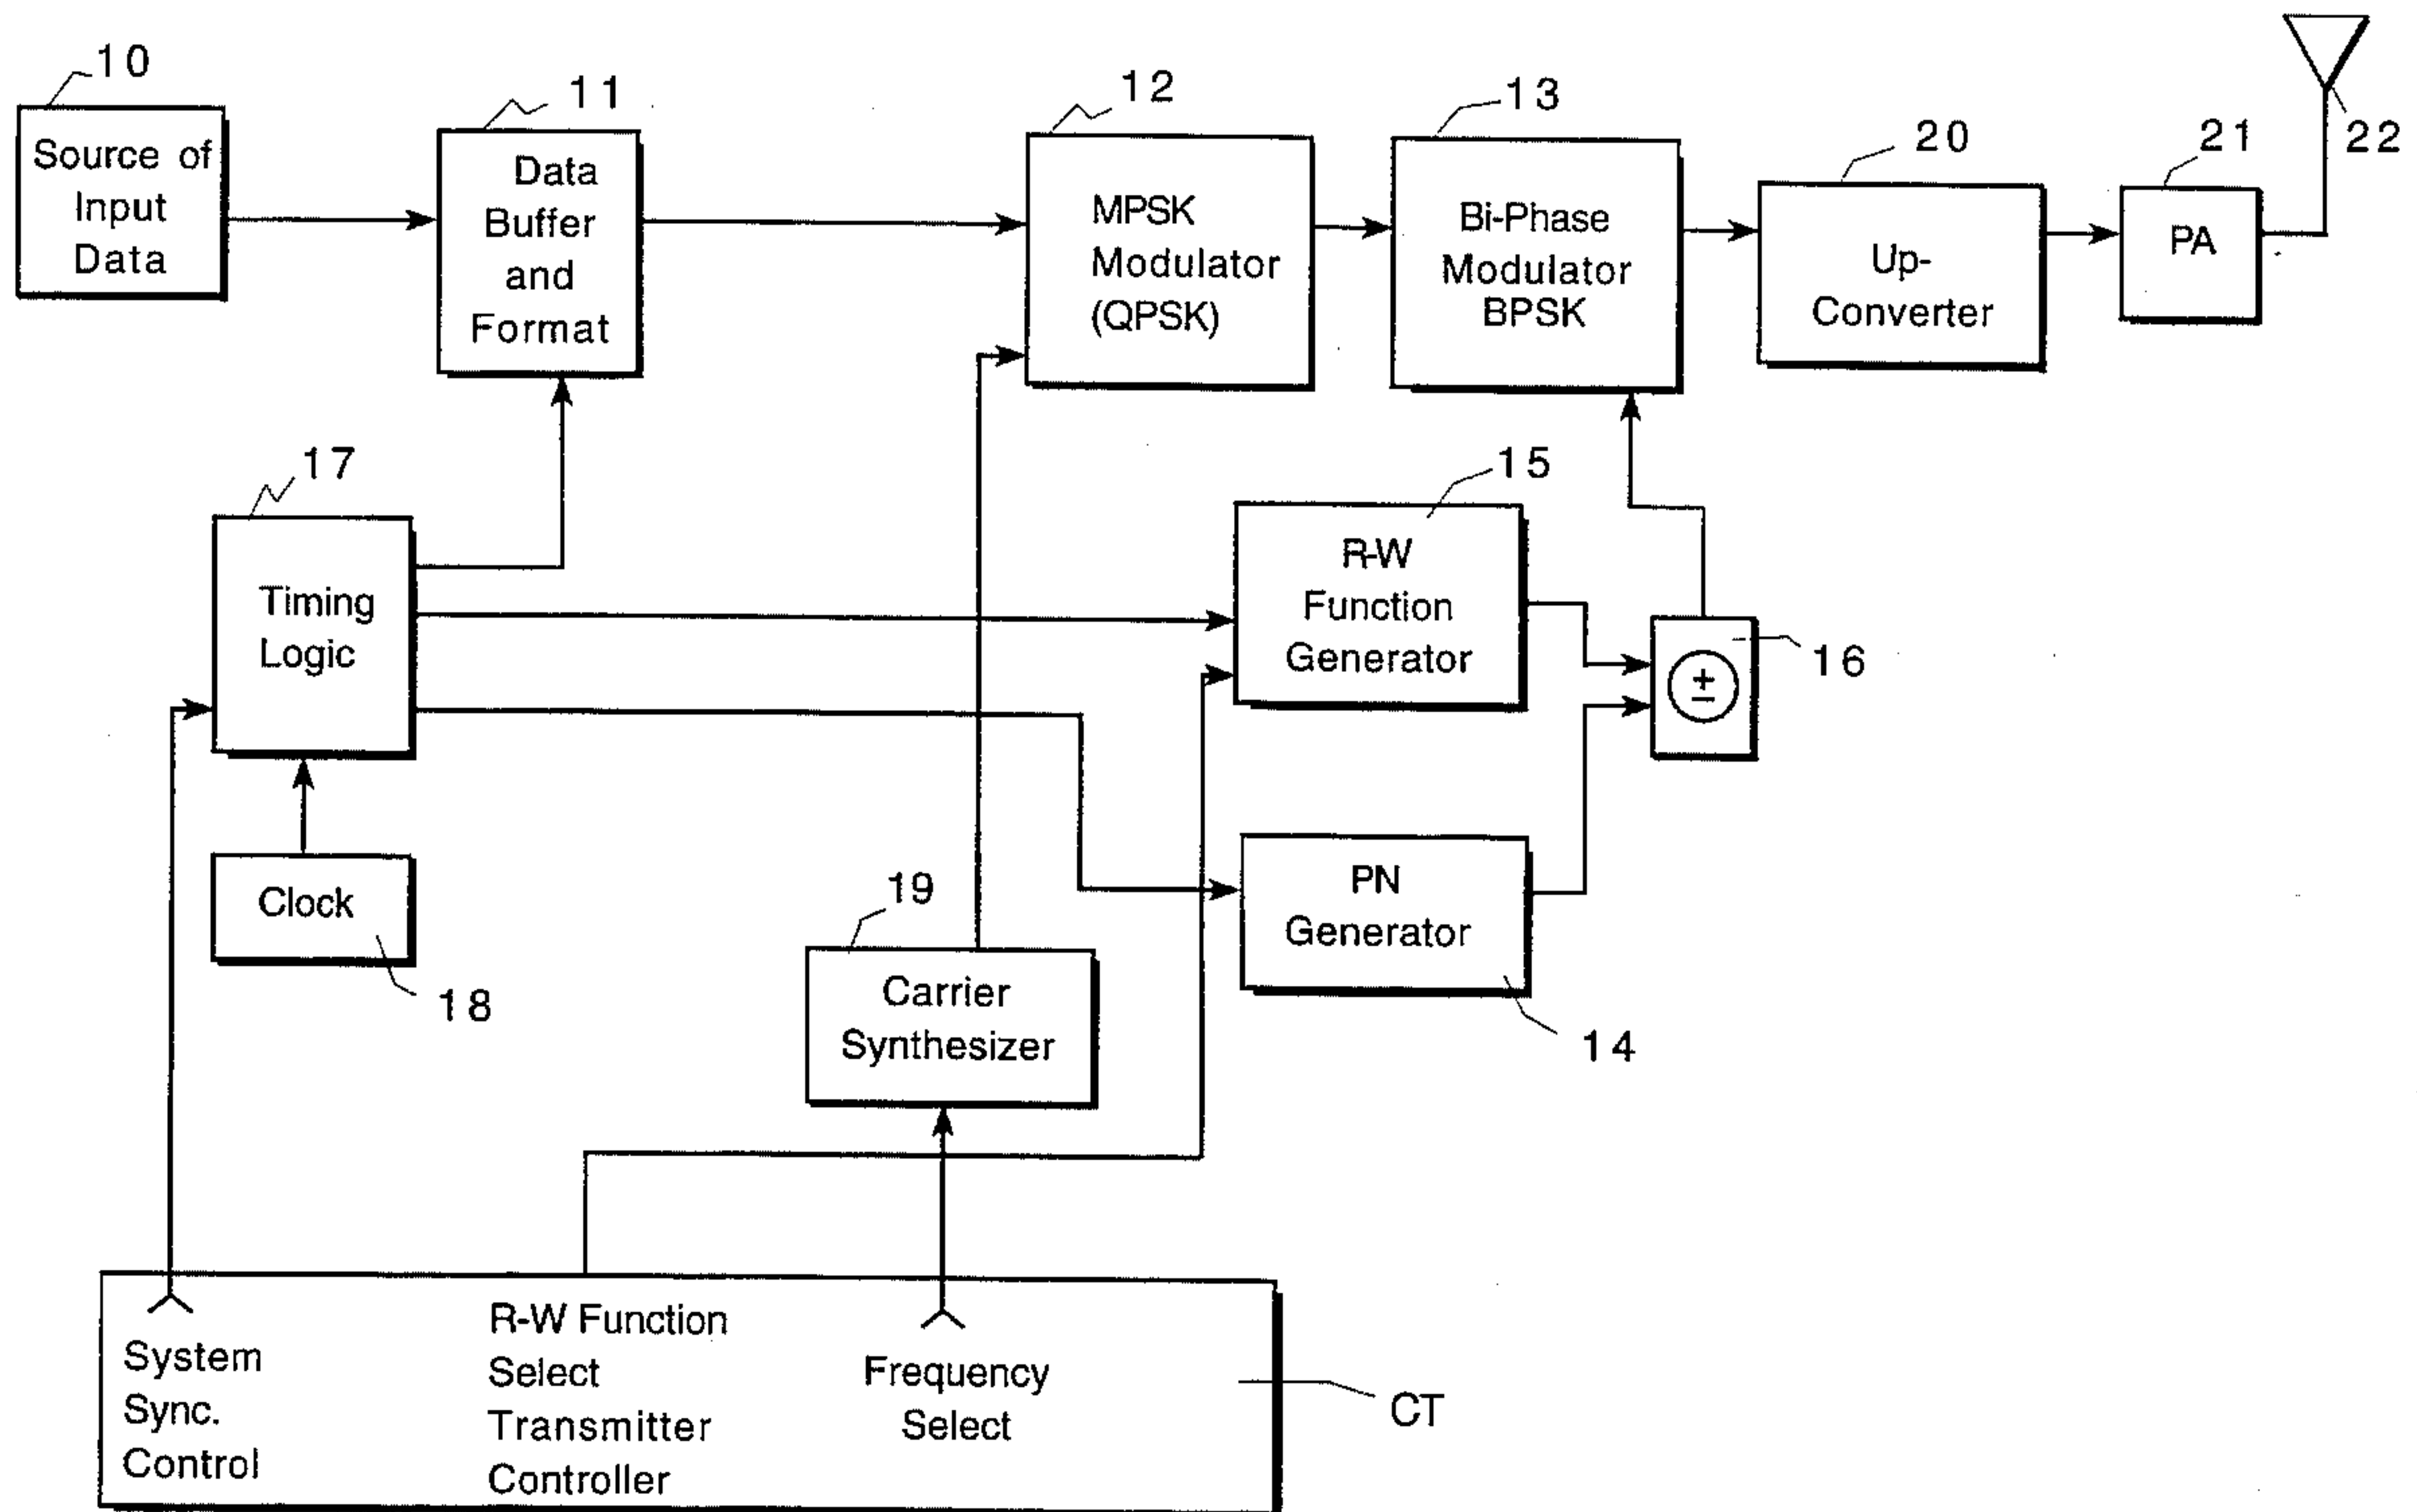 10
Source of
Input
Data
11
Data
Buffer
and
Format
12
MPSK
Modulator
(QPSK)
13
Bi-Phase
Modulator
BPSK
20
Up-
Converter
21
PA
22
17
Timing
Logic
15
R-W
Function
Generator
±
16
Clock
18
19
Carrier
Synthesizer
PN
Generator
14
System
Sync.
Control
R-W Function
Select
Transmitter
Controller
Frequency
Select
CT